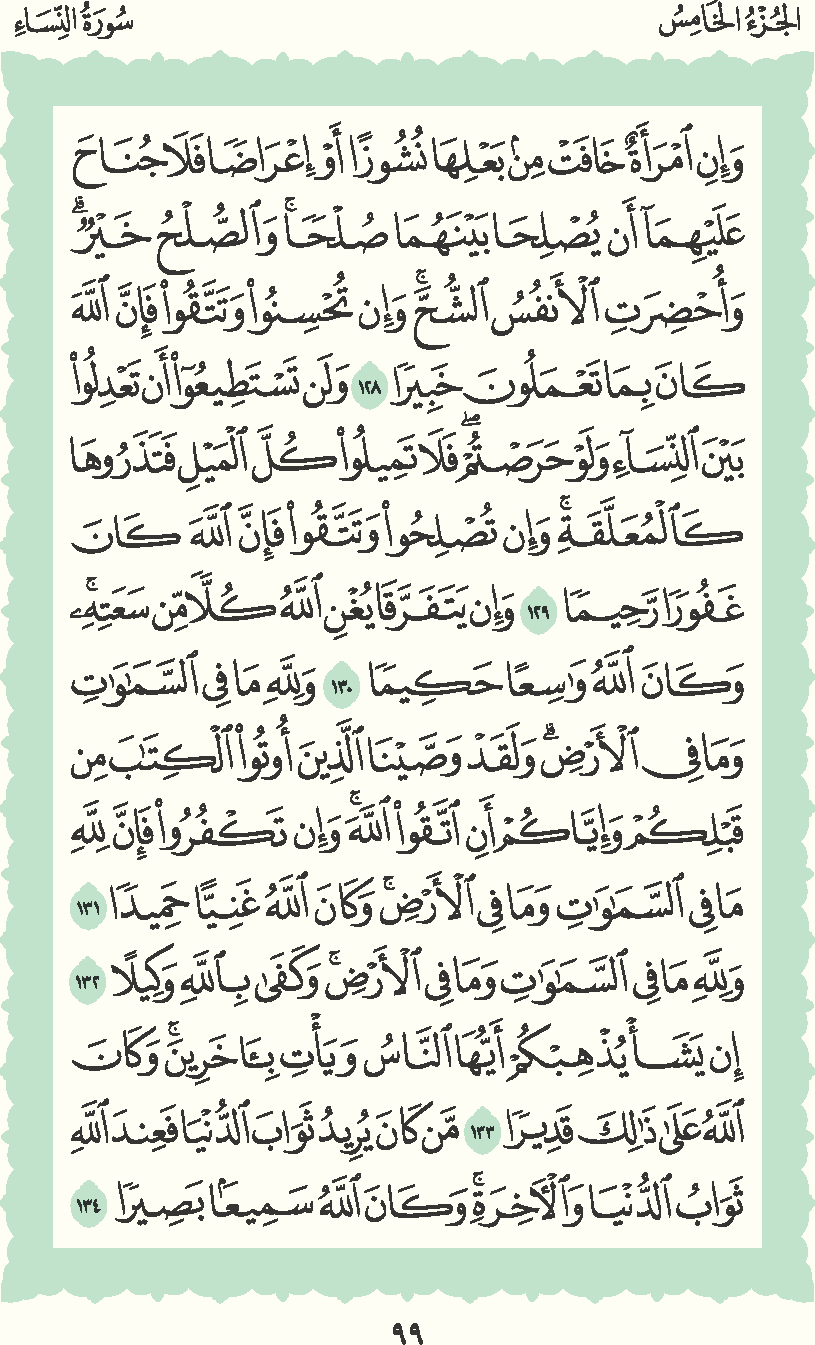 الجُزْءُ الخَامِسُ
سُورَةُ النِّسَاءِ
وَإِنِ ٱمْرَأَةٌ خَافَتْ مِنۢ بَعْلِهَا نُشُوزًا أَوْ إِعْرَاضًا فَلَا جُنَاحَ
عَلَيْهِمَآ أَن يُصْلِحَا بَيْنَهُمَا صُلْحًاۚ وَٱلصُّلْحُ خَيْرٌۗ
وَأُحْضِرَتِ ٱلْأَنفُسُ ٱلشُّحَّۚ وَإِن تُحْسِنُوا۟ وَتَتَّقُوا۟ فَإِنَّ ٱللَّهَ
كَانَ بِمَا تَعْمَلُونَ خَبِيرًا ١٢٨ وَلَن تَسْتَطِيعُوٓا۟ أَن تَعْدِلُوا۟
بَيْنَ ٱلنِّسَآءِ وَلَوْ حَرَصْتُمْۖ فَلَا تَمِيلُوا۟ كُلَّ ٱلْمَيْلِ فَتَذَرُوهَا
كَٱلْمُعَلَّقَةِۚ وَإِن تُصْلِحُوا۟ وَتَتَّقُوا۟ فَإِنَّ ٱللَّهَ كَانَ
غَفُورًا رَّحِيمًا ١٢٩ وَإِن يَتَفَرَّقَا يُغْنِ ٱللَّهُ كُلًّا مِّن سَعَتِهِۦۚ
وَكَانَ ٱللَّهُ وَٰسِعًا حَكِيمًا ١٣٠ وَلِلَّهِ مَا فِى ٱلسَّمَٰوَٰتِ
وَمَا فِى ٱلْأَرْضِۗ وَلَقَدْ وَصَّيْنَا ٱلَّذِينَ أُوتُوا۟ ٱلْكِتَٰبَ مِن
قَبْلِكُمْ وَإِيَّاكُمْ أَنِ ٱتَّقُوا۟ ٱللَّهَۚ وَإِن تَكْفُرُوا۟ فَإِنَّ لِلَّهِ
مَا فِى ٱلسَّمَٰوَٰتِ وَمَا فِى ٱلْأَرْضِۚ وَكَانَ ٱللَّهُ غَنِيًّا حَمِيدًا ١٣١
وَلِلَّهِ مَا فِى ٱلسَّمَٰوَٰتِ وَمَا فِى ٱلْأَرْضِۚ وَكَفَىٰ بِٱللَّهِ وَكِيلًا ١٣٢
إِن يَشَأْ يُذْهِبْكُمْ أَيُّهَا ٱلنَّاسُ وَيَأْتِ بِـَٔاخَرِينَۚ وَكَانَ
ٱللَّهُ عَلَىٰ ذَٰلِكَ قَدِيرًا ١٣٣ مَّن كَانَ يُرِيدُ ثَوَابَ ٱلدُّنْيَا فَعِندَ ٱللَّهِ
ثَوَابُ ٱلدُّنْيَا وَٱلْـَٔاخِرَةِۚ وَكَانَ ٱللَّهُ سَمِيعًۢا بَصِيرًا ١٣٤
٩٩